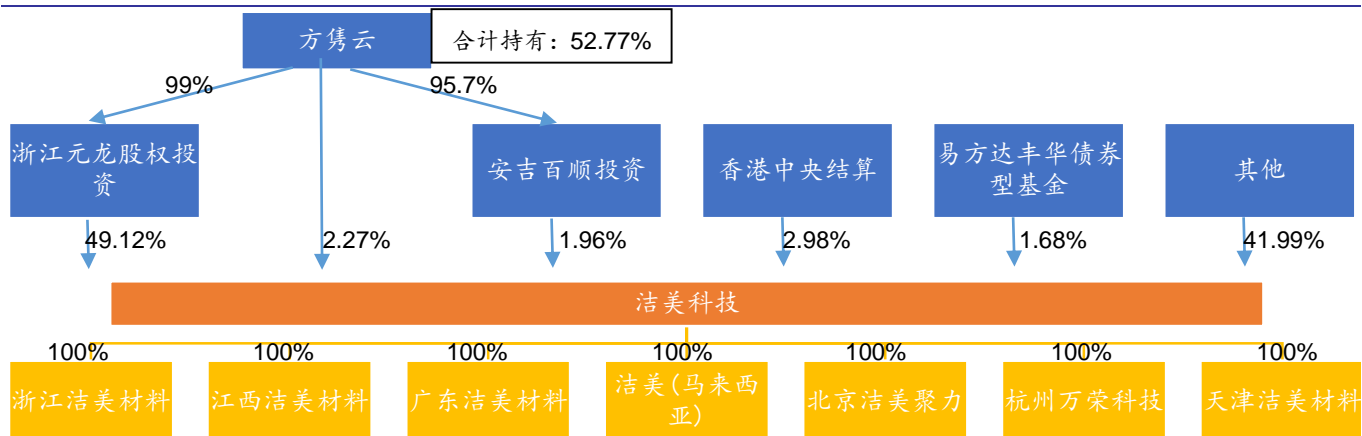 方隽云
合计持有：52.77%
99%
95.7%
浙江元龙股权投
资
安吉百顺投资
香港中央结算
易方达丰华债券
型基金
其他
49.12%
2.27%
1.96%
2.98%
1.68%
41.99%
洁美科技
100%
100%
100%
100%
100%
100%
100%
浙江洁美材料
江西洁美材料
广东洁美材料
洁美(马来西
亚)
北京洁美聚力
杭州万荣科技
天津洁美材料